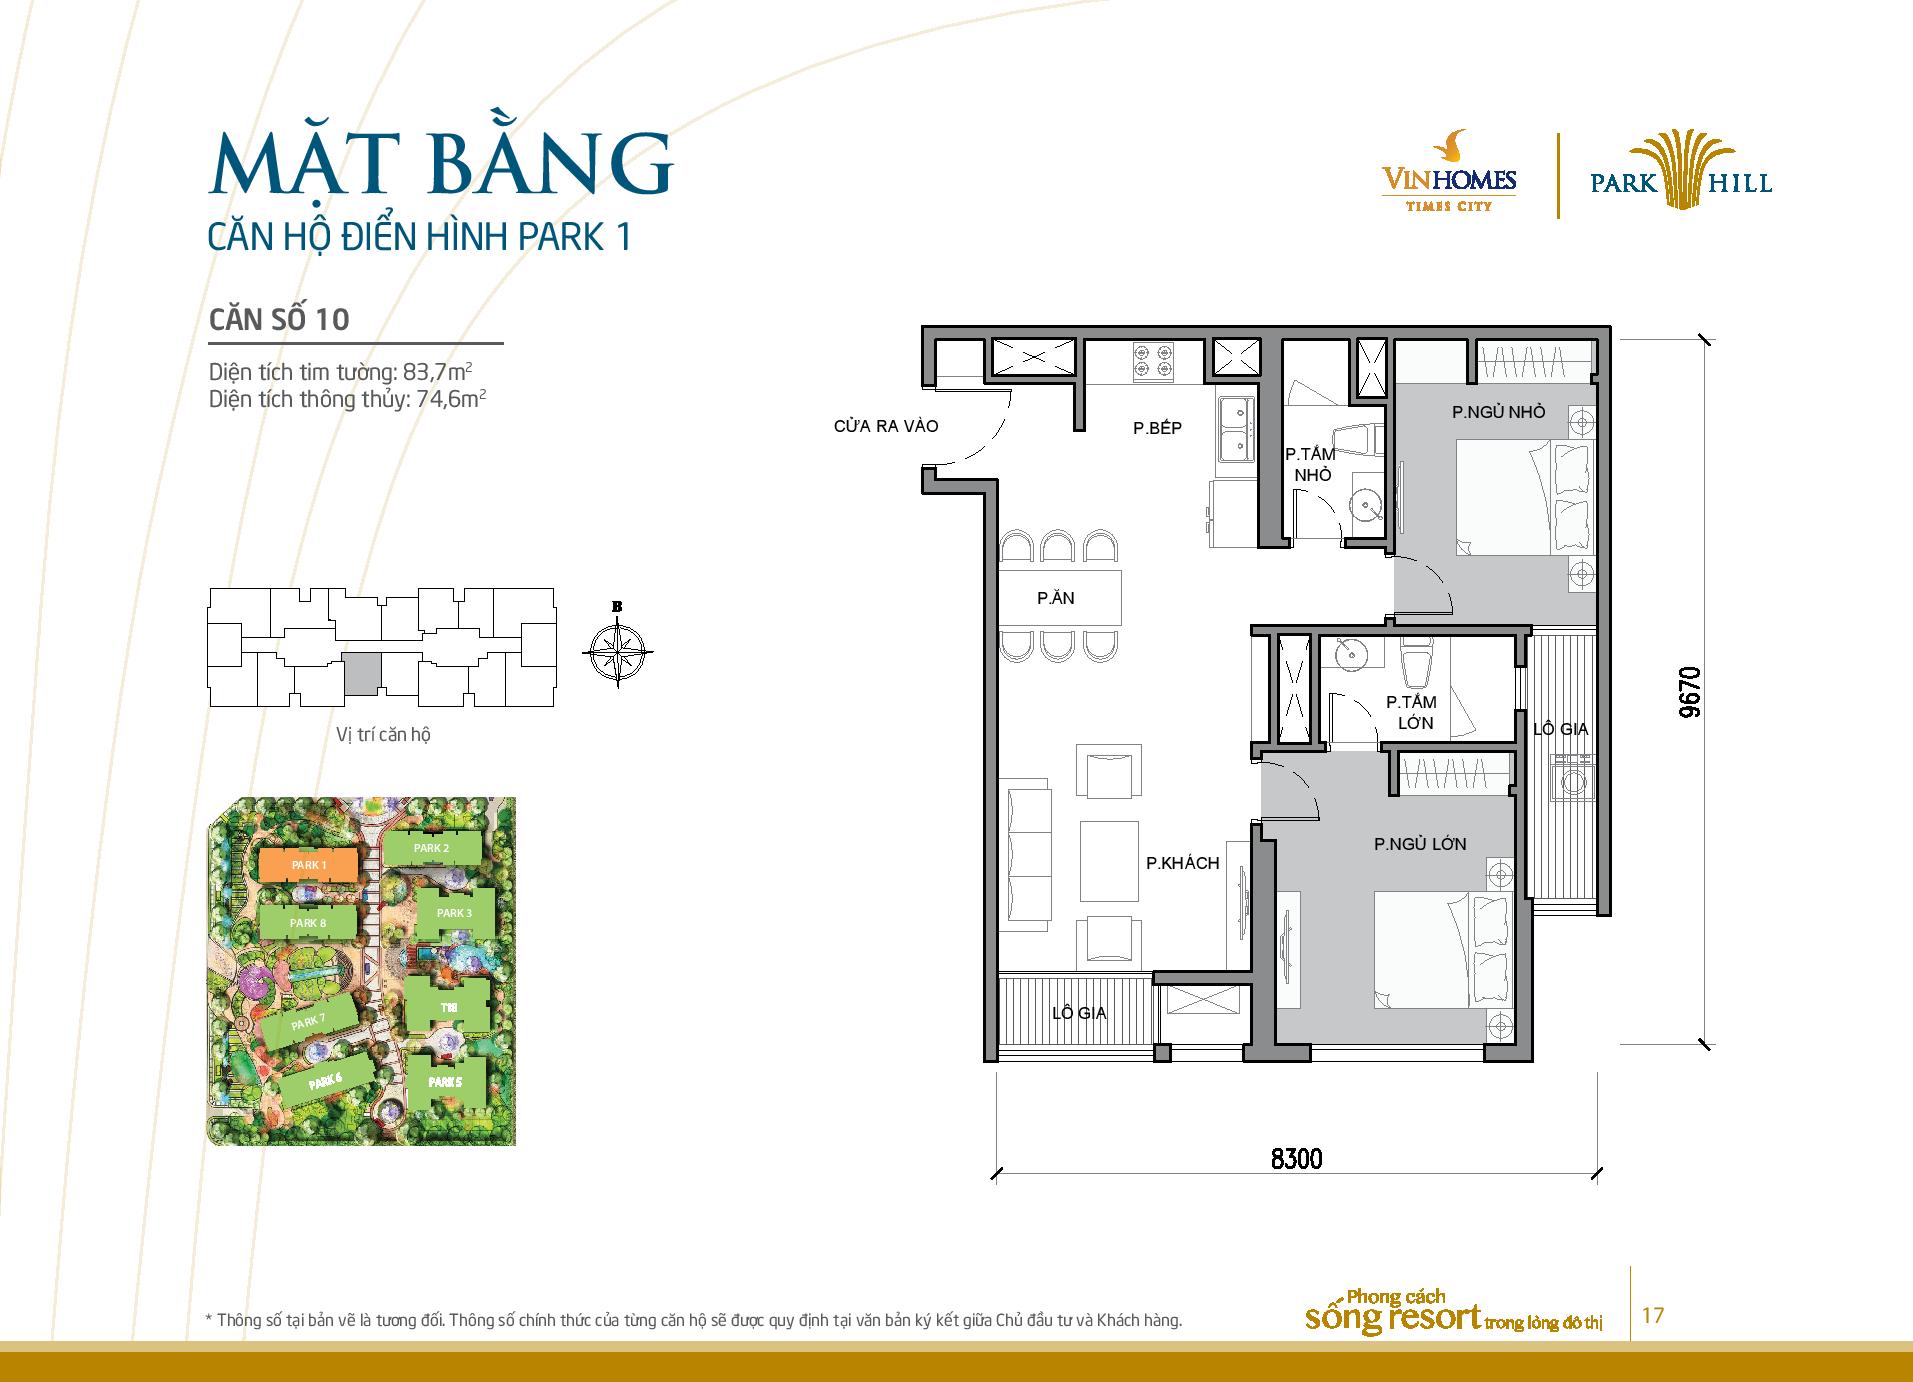 MẶT BẰNG
CĂN HỘ ĐIỂN HÌNH PARK 1
VINHOMES
TIMES CITY
PARK HILL
CĂN SỐ 10
Diện tích tim tường: 83,7m²
Diện tích thông thủy: 74,6m²
B
Vị trí căn hộ
PARK 1
PARK 2
PARK 3
PARK 8
PARK 7
PARK 6
PARK 5
CỬA RA VÀO
P.BẾP
P.TẮM
NHỎ
P.NGỦ NHỎ
P.ĂN
P.TẮM
LỚN
LÔ GIA
P.KHÁCH
P.NGỦ LỚN
LÔ GIA
9670
8300
* Thông số tại bản vẽ là tương đối. Thông số chính thức của từng căn hộ sẽ được quy định tại văn bản ký kết giữa Chủ đầu tư và Khách hàng.
Phong cách
sống resort trong lòng đô thị
17